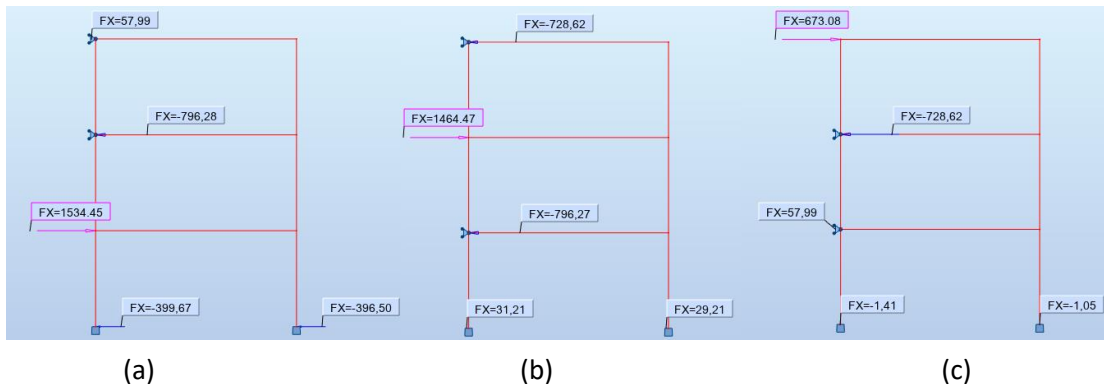 FX=57,99
FX=-796,28
FX=1534.45
FX=-399,67
FX=-396,50
(a)
FX=-728,62
FX=1464.47
FX=-796,27
FX=31,21
FX=29,21
(b)
FX=673.08
FX=-728,62
FX=57,99
FX=-1,41
FX=-1,05
(c)